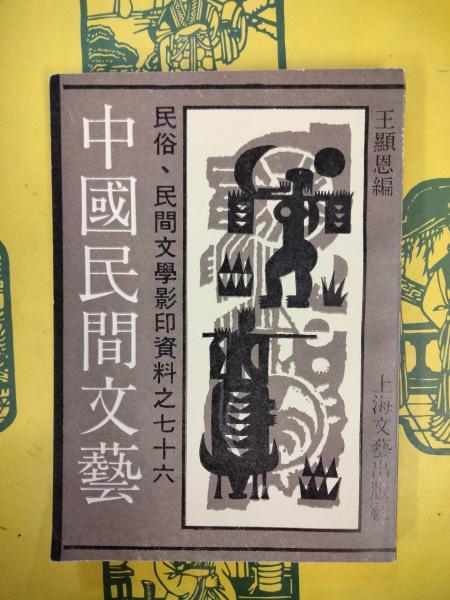 中國民間文藝
民俗、民間文學影印資料之七十六
王顯恩編
上海文藝出版社